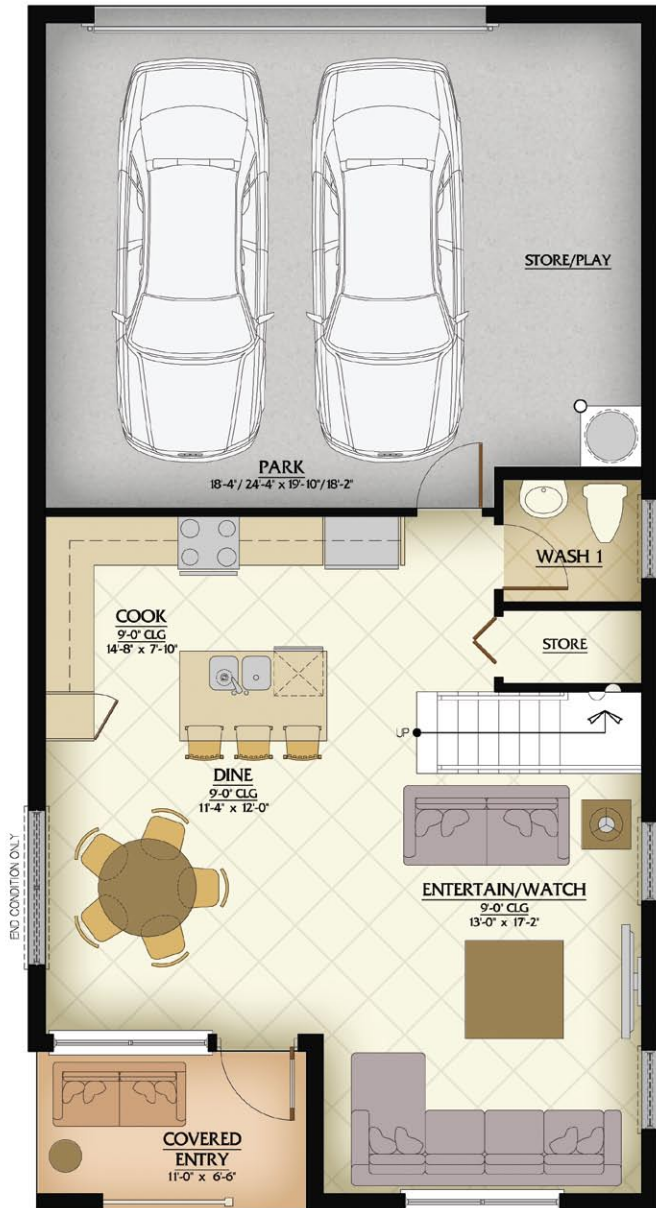 STORE/PLAY
PARK
18'-4"/ 24'-4" x 19'-10"/ 18'-2"
WASH 1
COOK
9'-0" CLG
14'-8" x 7'-10"
STORE
UP
DINE
9'-0" CLG
11'-4" x 12'-0"
END CONDITION ONLY
ENTERTAIN/WATCH
9'-0" CLG
13'-0" x 17'-2"
COVERED
ENTRY
11'-0" x 6'-6"